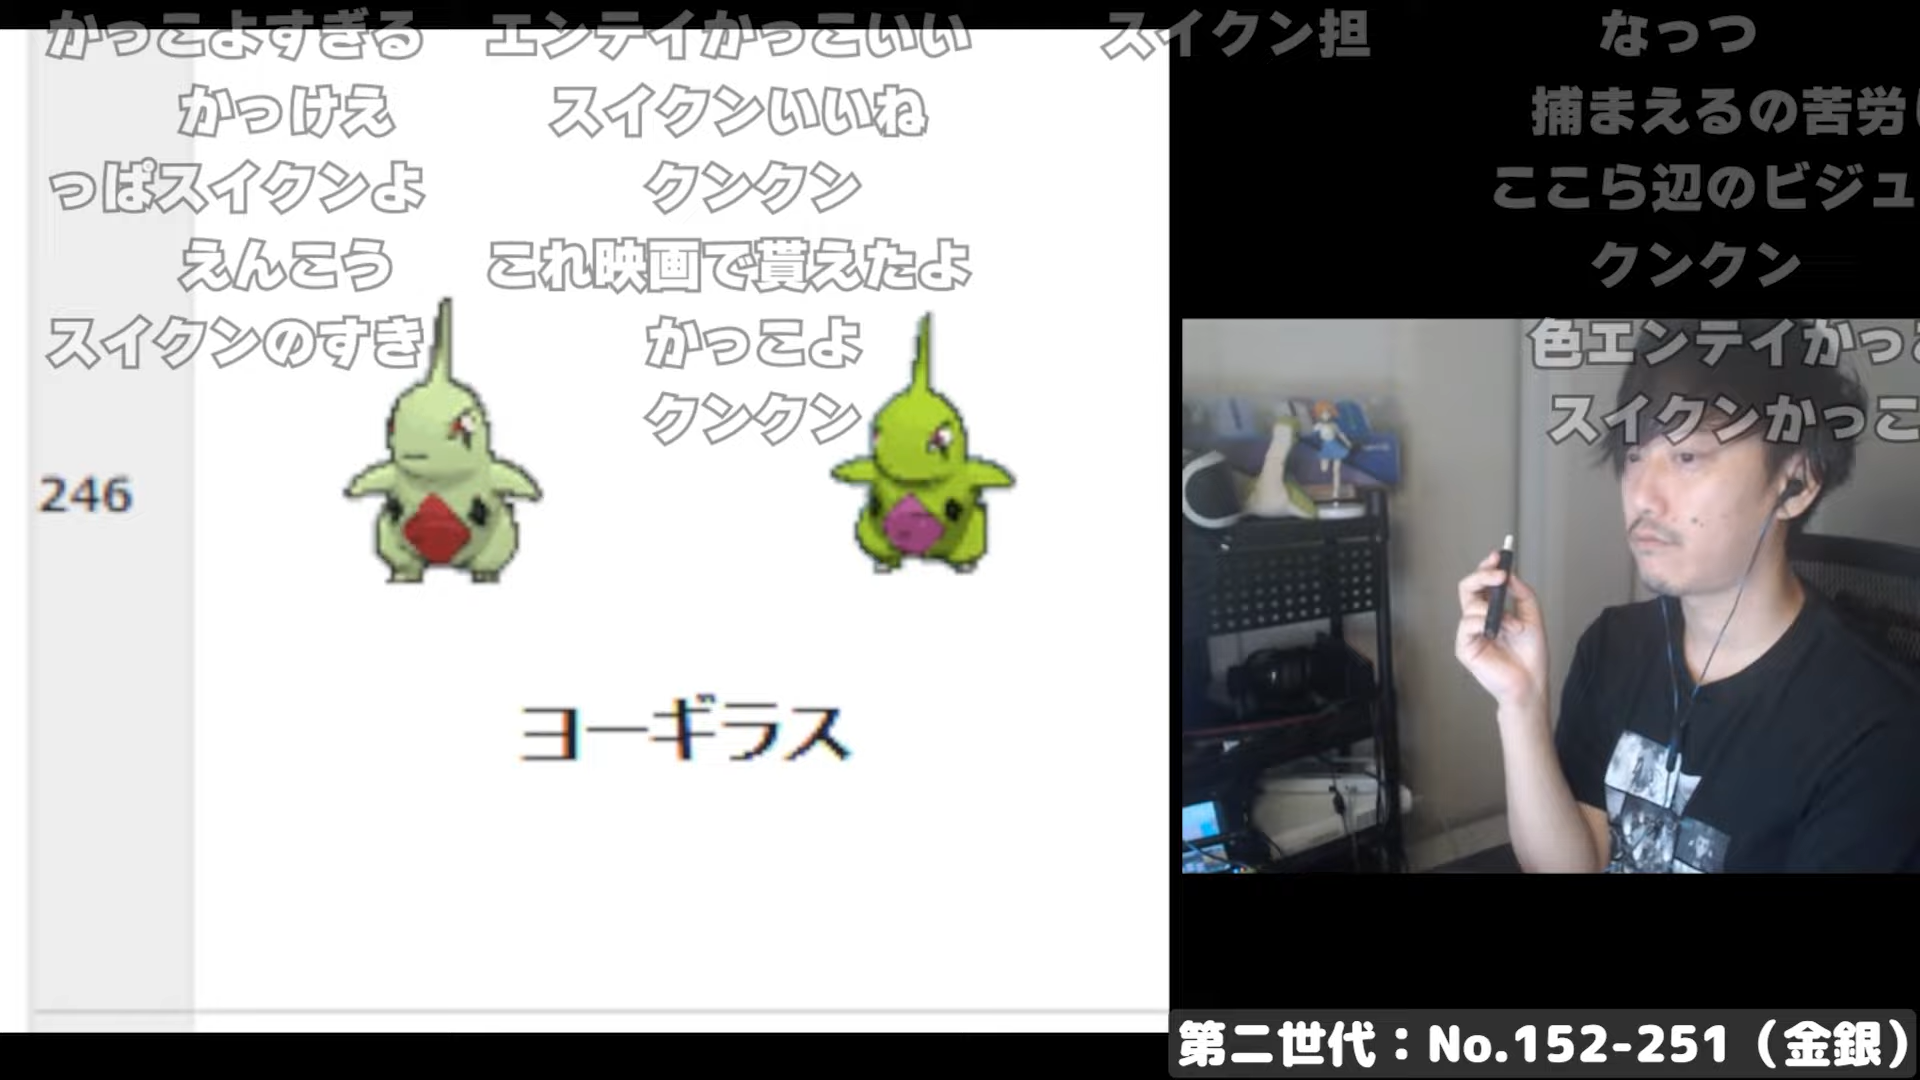 かっこよすぎる エンテイかっこいい スイクン担 なっつ
かっけえ スイクンいいね 捕まえるの苦労
っぱスイクンよ クンクン ここら辺のビジュ
えんこう これ映画で貰えたよ クンクン
スイクンのすき かっこよ 色エンテイかっこ
クンクン スイクンかっこ
246
ヨーギラス
第二世代：No.152-251（金銀）